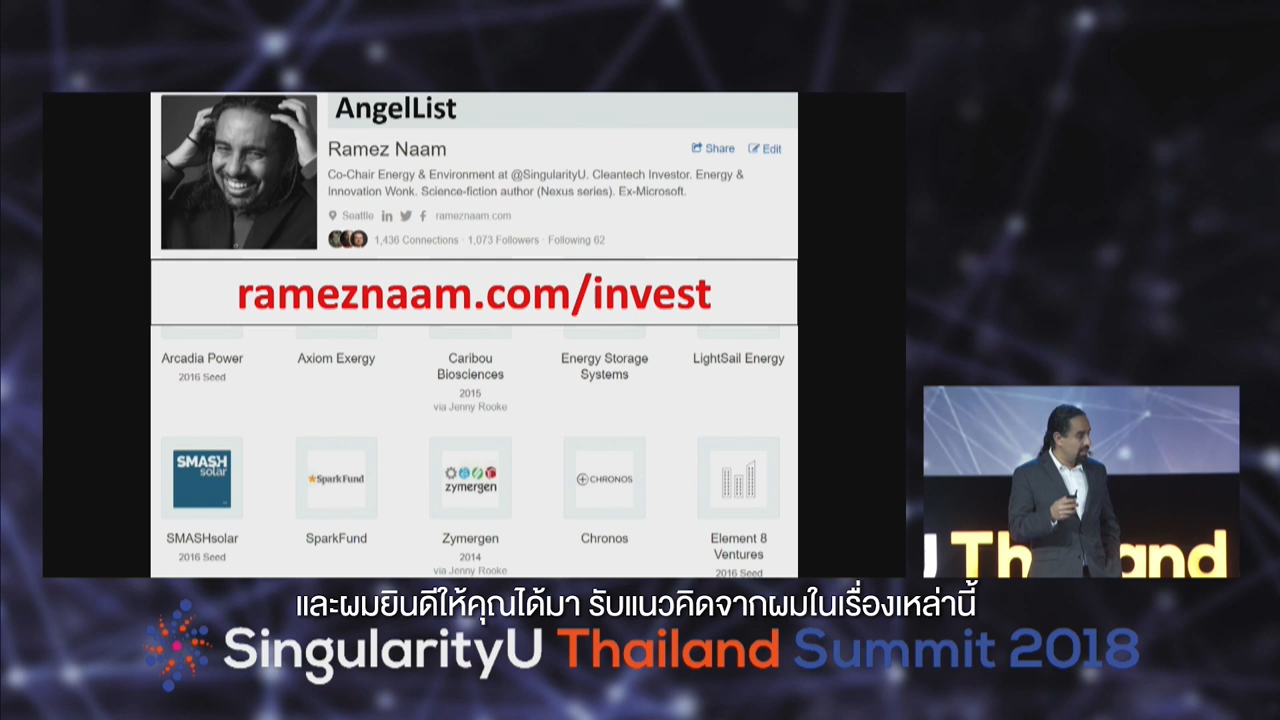 AngelList
Ramez Naam
Share
Edit
Co-Chair Energy & Environment at @SingularityU. Cleantech Investor. Energy &
Innovation Wonk. Science-fiction author (Nexus series). Ex-Microsoft.
Seattle
rameznaam.com
1,436 Connections · 1,073 Followers · Following 62
rameznaam.com/invest
Arcadia Power
2016 Seed
Axiom Exergy
Caribou
Biosciences
2015
via Jenny Rooke
Energy Storage
Systems
LightSail Energy
SMASH
solar
SparkFund
zymergen
CHRONOS
SMASHsolar
2016 Seed
SparkFund
Zymergen
2014
via Jenny Rooke
Chronos
Element 8
Ventures
2016 Seed
U Th and
และผมยินดีให้คุณได้มา รับแนวคิดจากผมในเรื่องเหล่านี้
SingularityU Thailand Summit 2018